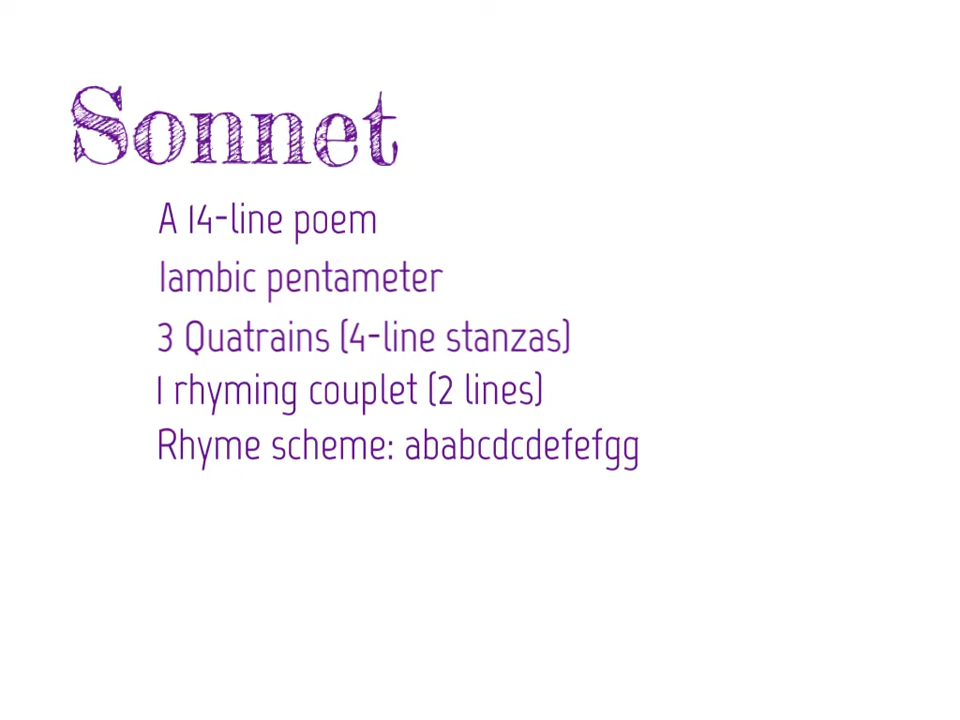 Sonnet
A 14-line poem
Iambic pentameter
3 Quatrains (4-line stanzas)
1 rhyming couplet (2 lines)
Rhyme scheme: ababcdcdefefgg